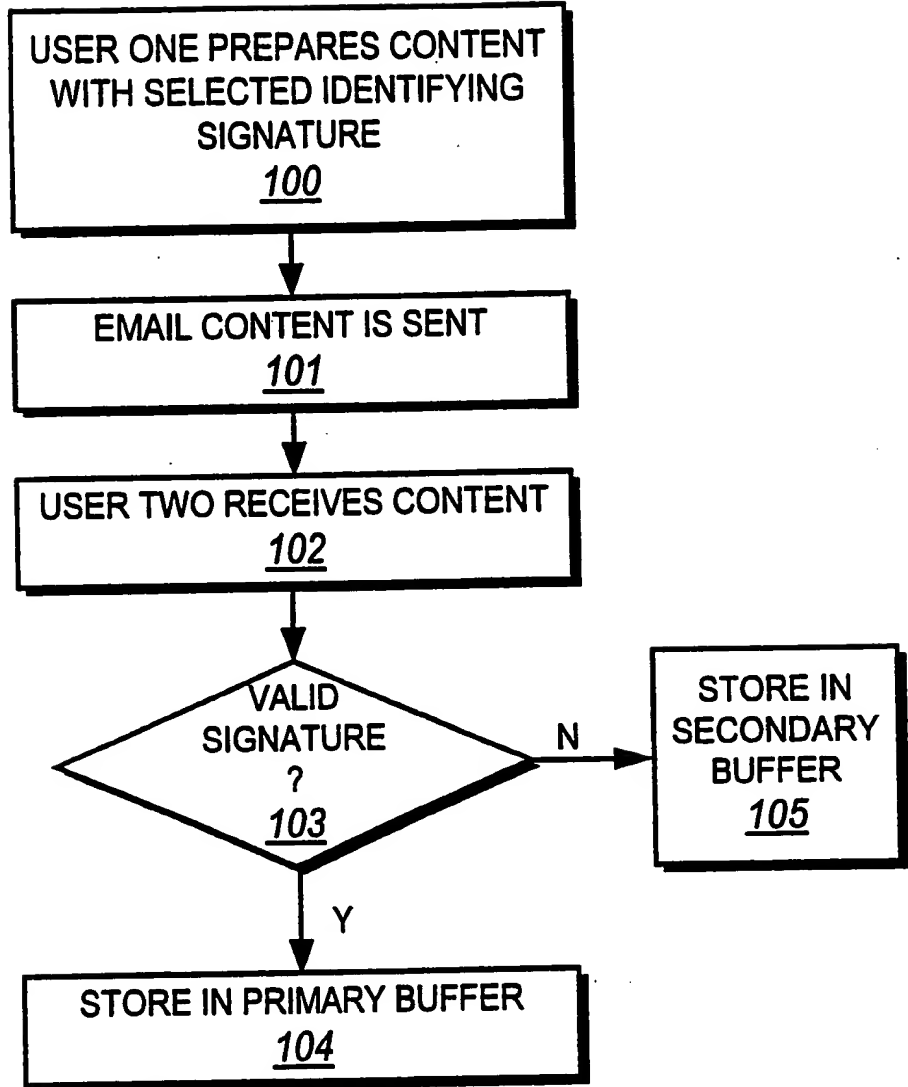 USER ONE PREPARES CONTENT
WITH SELECTED IDENTIFYING
SIGNATURE
100
EMAIL CONTENT IS SENT
101
USER TWO RECEIVES CONTENT
102
VALID
SIGNATURE
?
103
N
STORE IN
SECONDARY
BUFFER
105
Y
STORE IN PRIMARY BUFFER
104